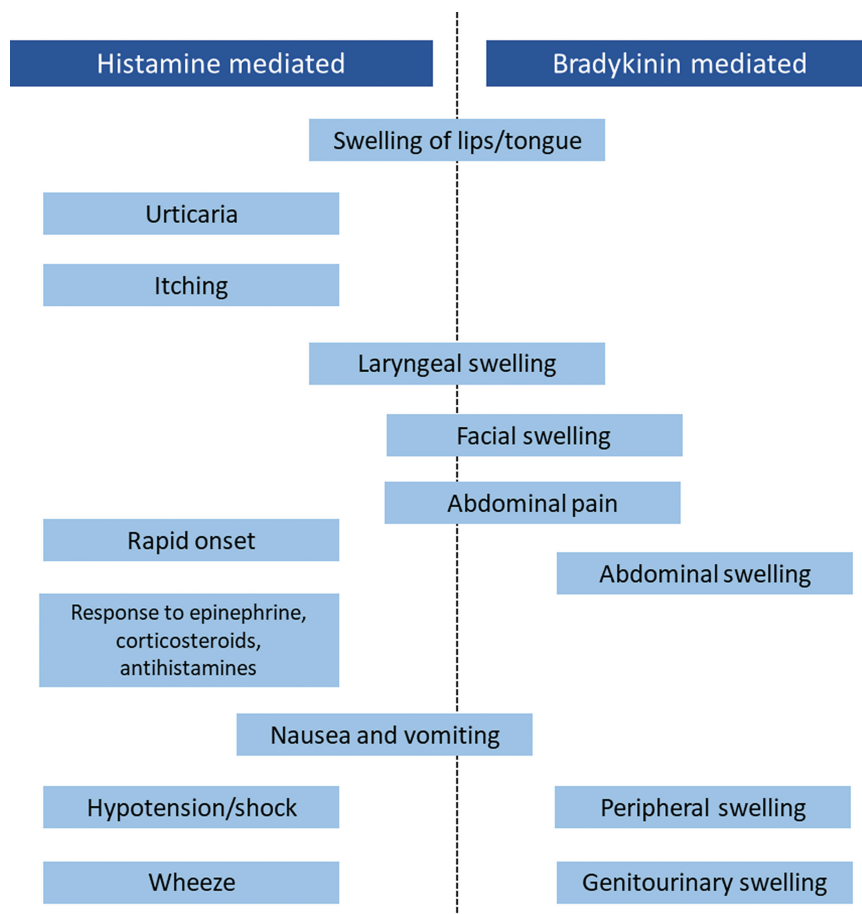 Histamine mediated
Bradykinin mediated
Swelling of lips/tongue
Urticaria
Itching
Laryngeal swelling
Facial swelling
Abdominal pain
Rapid onset
Abdominal swelling
Response to epinephrine,
corticosteroids,
antihistamines
Nausea and vomiting
Hypotension/shock
Peripheral swelling
Wheeze
Genitourinary swelling